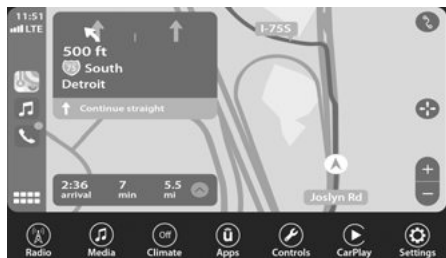 11:51
LTE
500 ft
75 South
Detroit
Continue straight
2:36 7 5.5
arrival min mi
I-75S
Joslyn Rd
+
−
Off
ü
Radio Media Climate Apps Controls CarPlay Settings